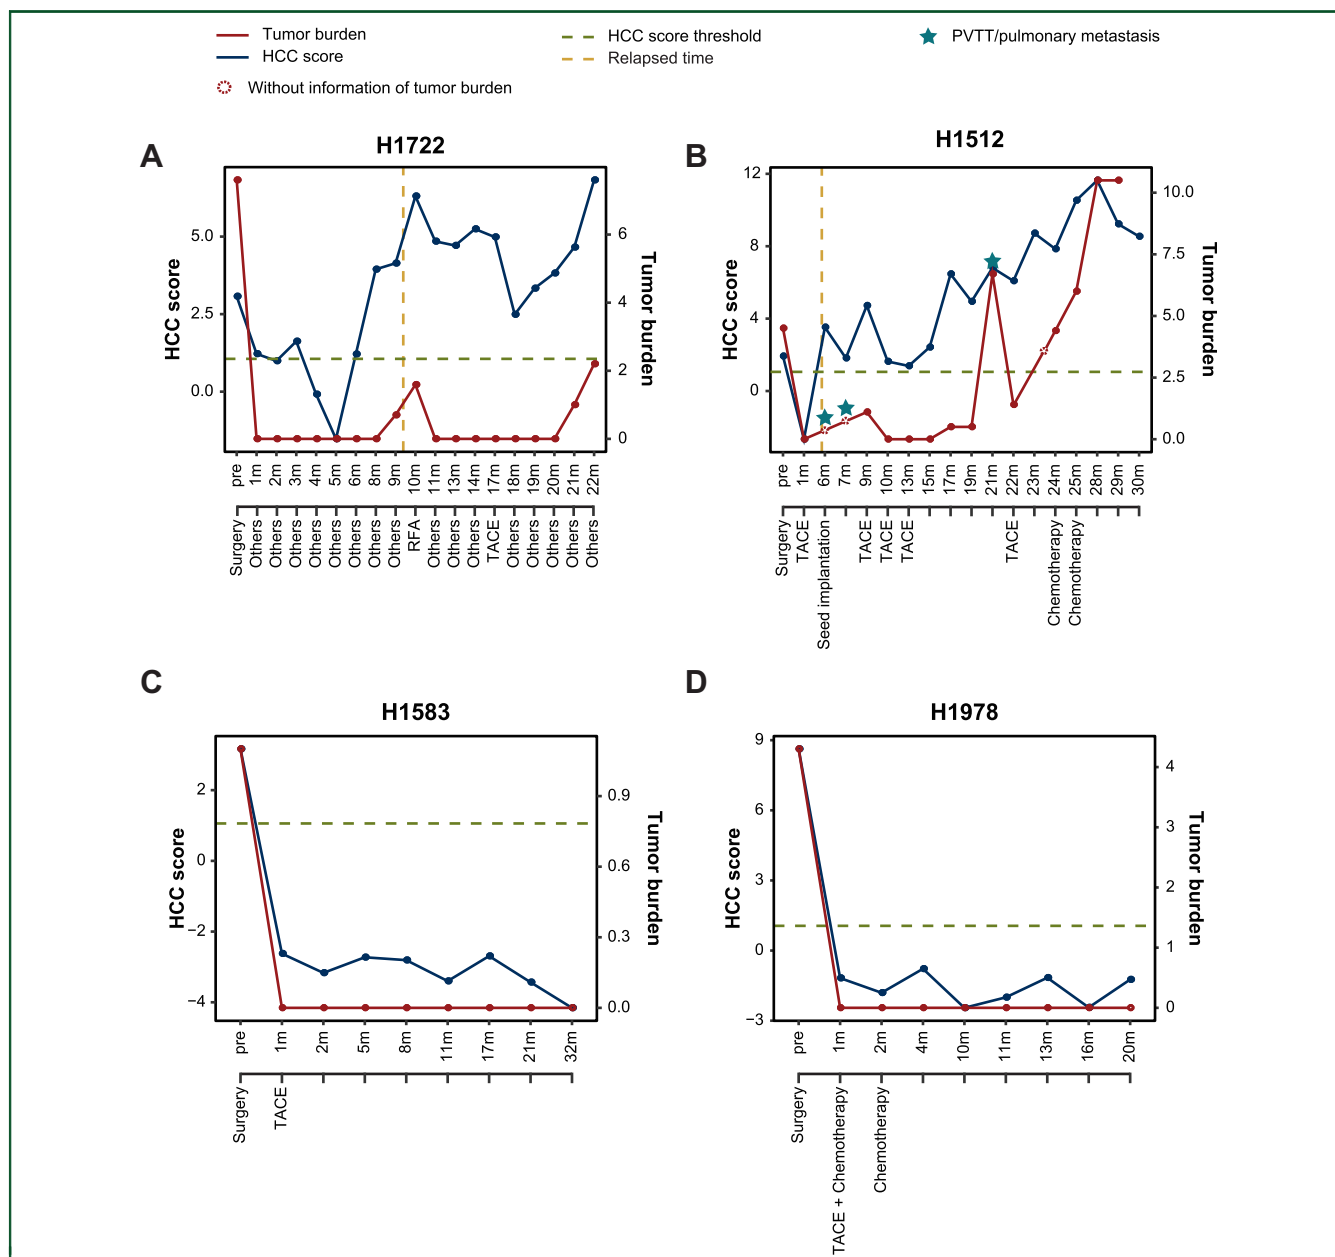 Tumor burden
HCC score
Without information of tumor burden
HCC score threshold
Relapsed time
PVTT/pulmonary metastasis
A
H1722
HCC score
5.0
2.5
0.0
Tumor burden
6
4
2
0
pre 1m 2m 3m 4m 5m 6m 8m 9m 10m 11m 13m 14m 17m 18m 19m 20m 21m 22m
Surgery Others Others Others Others Others Others Others Others RFA Others Others Others TACE Others Others Others Others Others
B
H1512
HCC score
12
8
4
0
Tumor burden
10.0
7.5
5.0
2.5
0.0
pre 1m 6m 7m 9m 10m 13m 15m 17m 19m 21m 22m 23m 24m 25m 28m 29m 30m
Surgery TACE Seed implantation TACE TACE TACE TACE Chemotherapy Chemotherapy
C
H1583
HCC score
2
0
−2
−4
Tumor burden
0.9
0.6
0.3
0.0
pre 1m 2m 5m 8m 11m 17m 21m 32m
Surgery TACE
D
H1978
HCC score
9
6
3
0
−3
Tumor burden
4
3
2
1
0
pre 1m 2m 4m 10m 11m 13m 16m 20m
Surgery TACE + Chemotherapy Chemotherapy